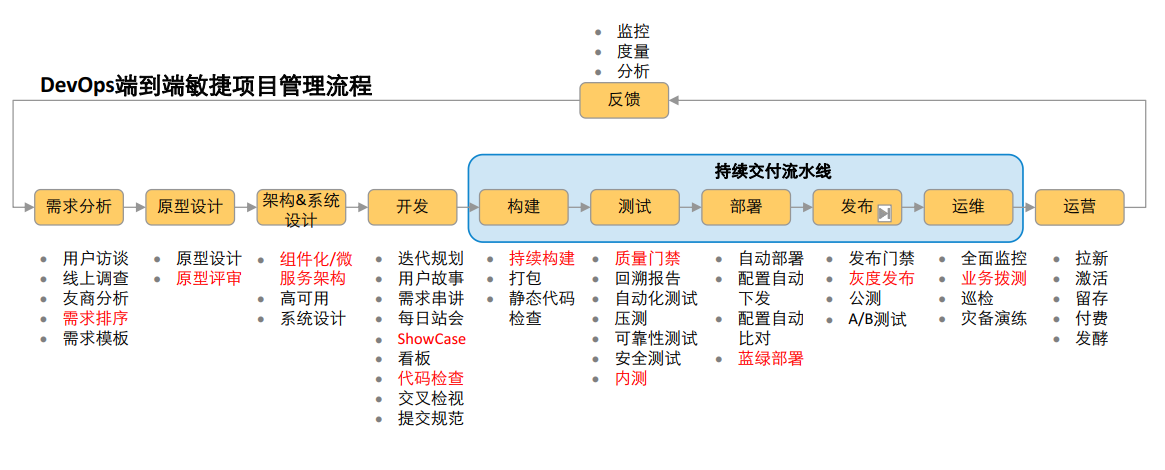 监控
度量
分析
DevOps端到端敏捷项目管理流程
反馈
持续交付流水线
需求分析
原型设计
架构&系统
设计
开发
构建
测试
部署
发布
运维
运营
用户访谈
线上调查
友商分析
需求排序
需求模板
原型设计
原型评审
组件化/微
服务架构
高可用
系统设计
迭代规划
用户故事
需求串讲
每日站会
ShowCase
看板
代码检查
交叉检视
提交规范
持续构建
打包
静态代码
检查
质量门禁
回溯报告
自动化测试
压测
可靠性测试
安全测试
内测
自动部署
配置自动
下发
配置自动
比对
蓝绿部署
发布门禁
灰度发布
公测
A/B测试
全面监控
业务拨测
巡检
灾备演练
拉新
激活
留存
付费
发酵